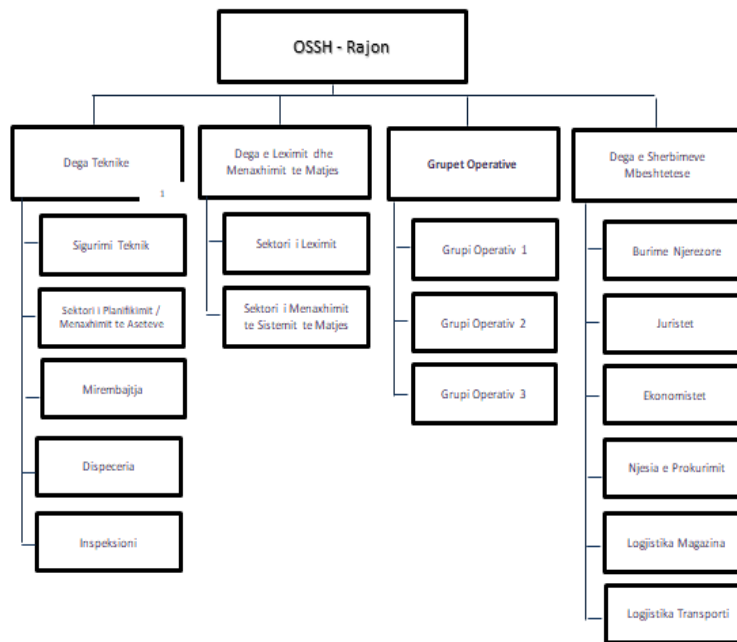 OSSH - Rajon
Dega Teknike
1
Sigurimi Teknik
Sektori i Planifikimit /
Menaxhimit te Aseteve
Mirembajtja
Dispeceria
Inspeksioni
Dega e Leximit dhe
Menaxhimit te Matjes
Sektori i Leximit
Sektori i Menaxhimit
te Sistemit te Matjes
Grupet Operative
Grupi Operativ 1
Grupi Operativ 2
Grupi Operativ 3
Dega e Sherbimeve
Mbeshtetese
Burime Njerezore
Juristet
Ekonomistet
Njesia e Prokurimit
Logjistika Magazina
Logjistika Transporti